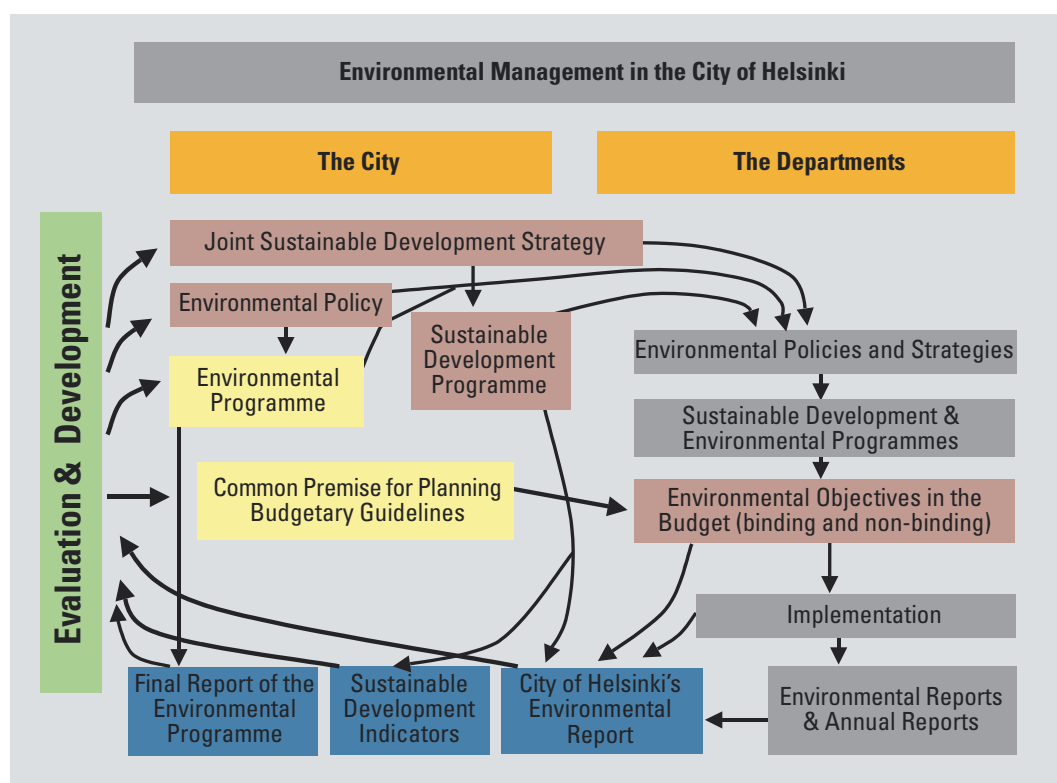 Environmental Management in the City of Helsinki
The City
The Departments
Evaluation & Development
Joint Sustainable Development Strategy
Environmental Policy
Sustainable
Development
Programme
Environmental Policies and Strategies
Environmental
Programme
Sustainable Development &
Environmental Programmes
Common Premise for Planning
Budgetary Guidelines
Environmental Objectives in the
Budget (binding and non-binding)
Implementation
Final Report of the
Environmental
Programme
Sustainable
Development
Indicators
City of Helsinki's
Environmental
Report
Environmental Reports
& Annual Reports